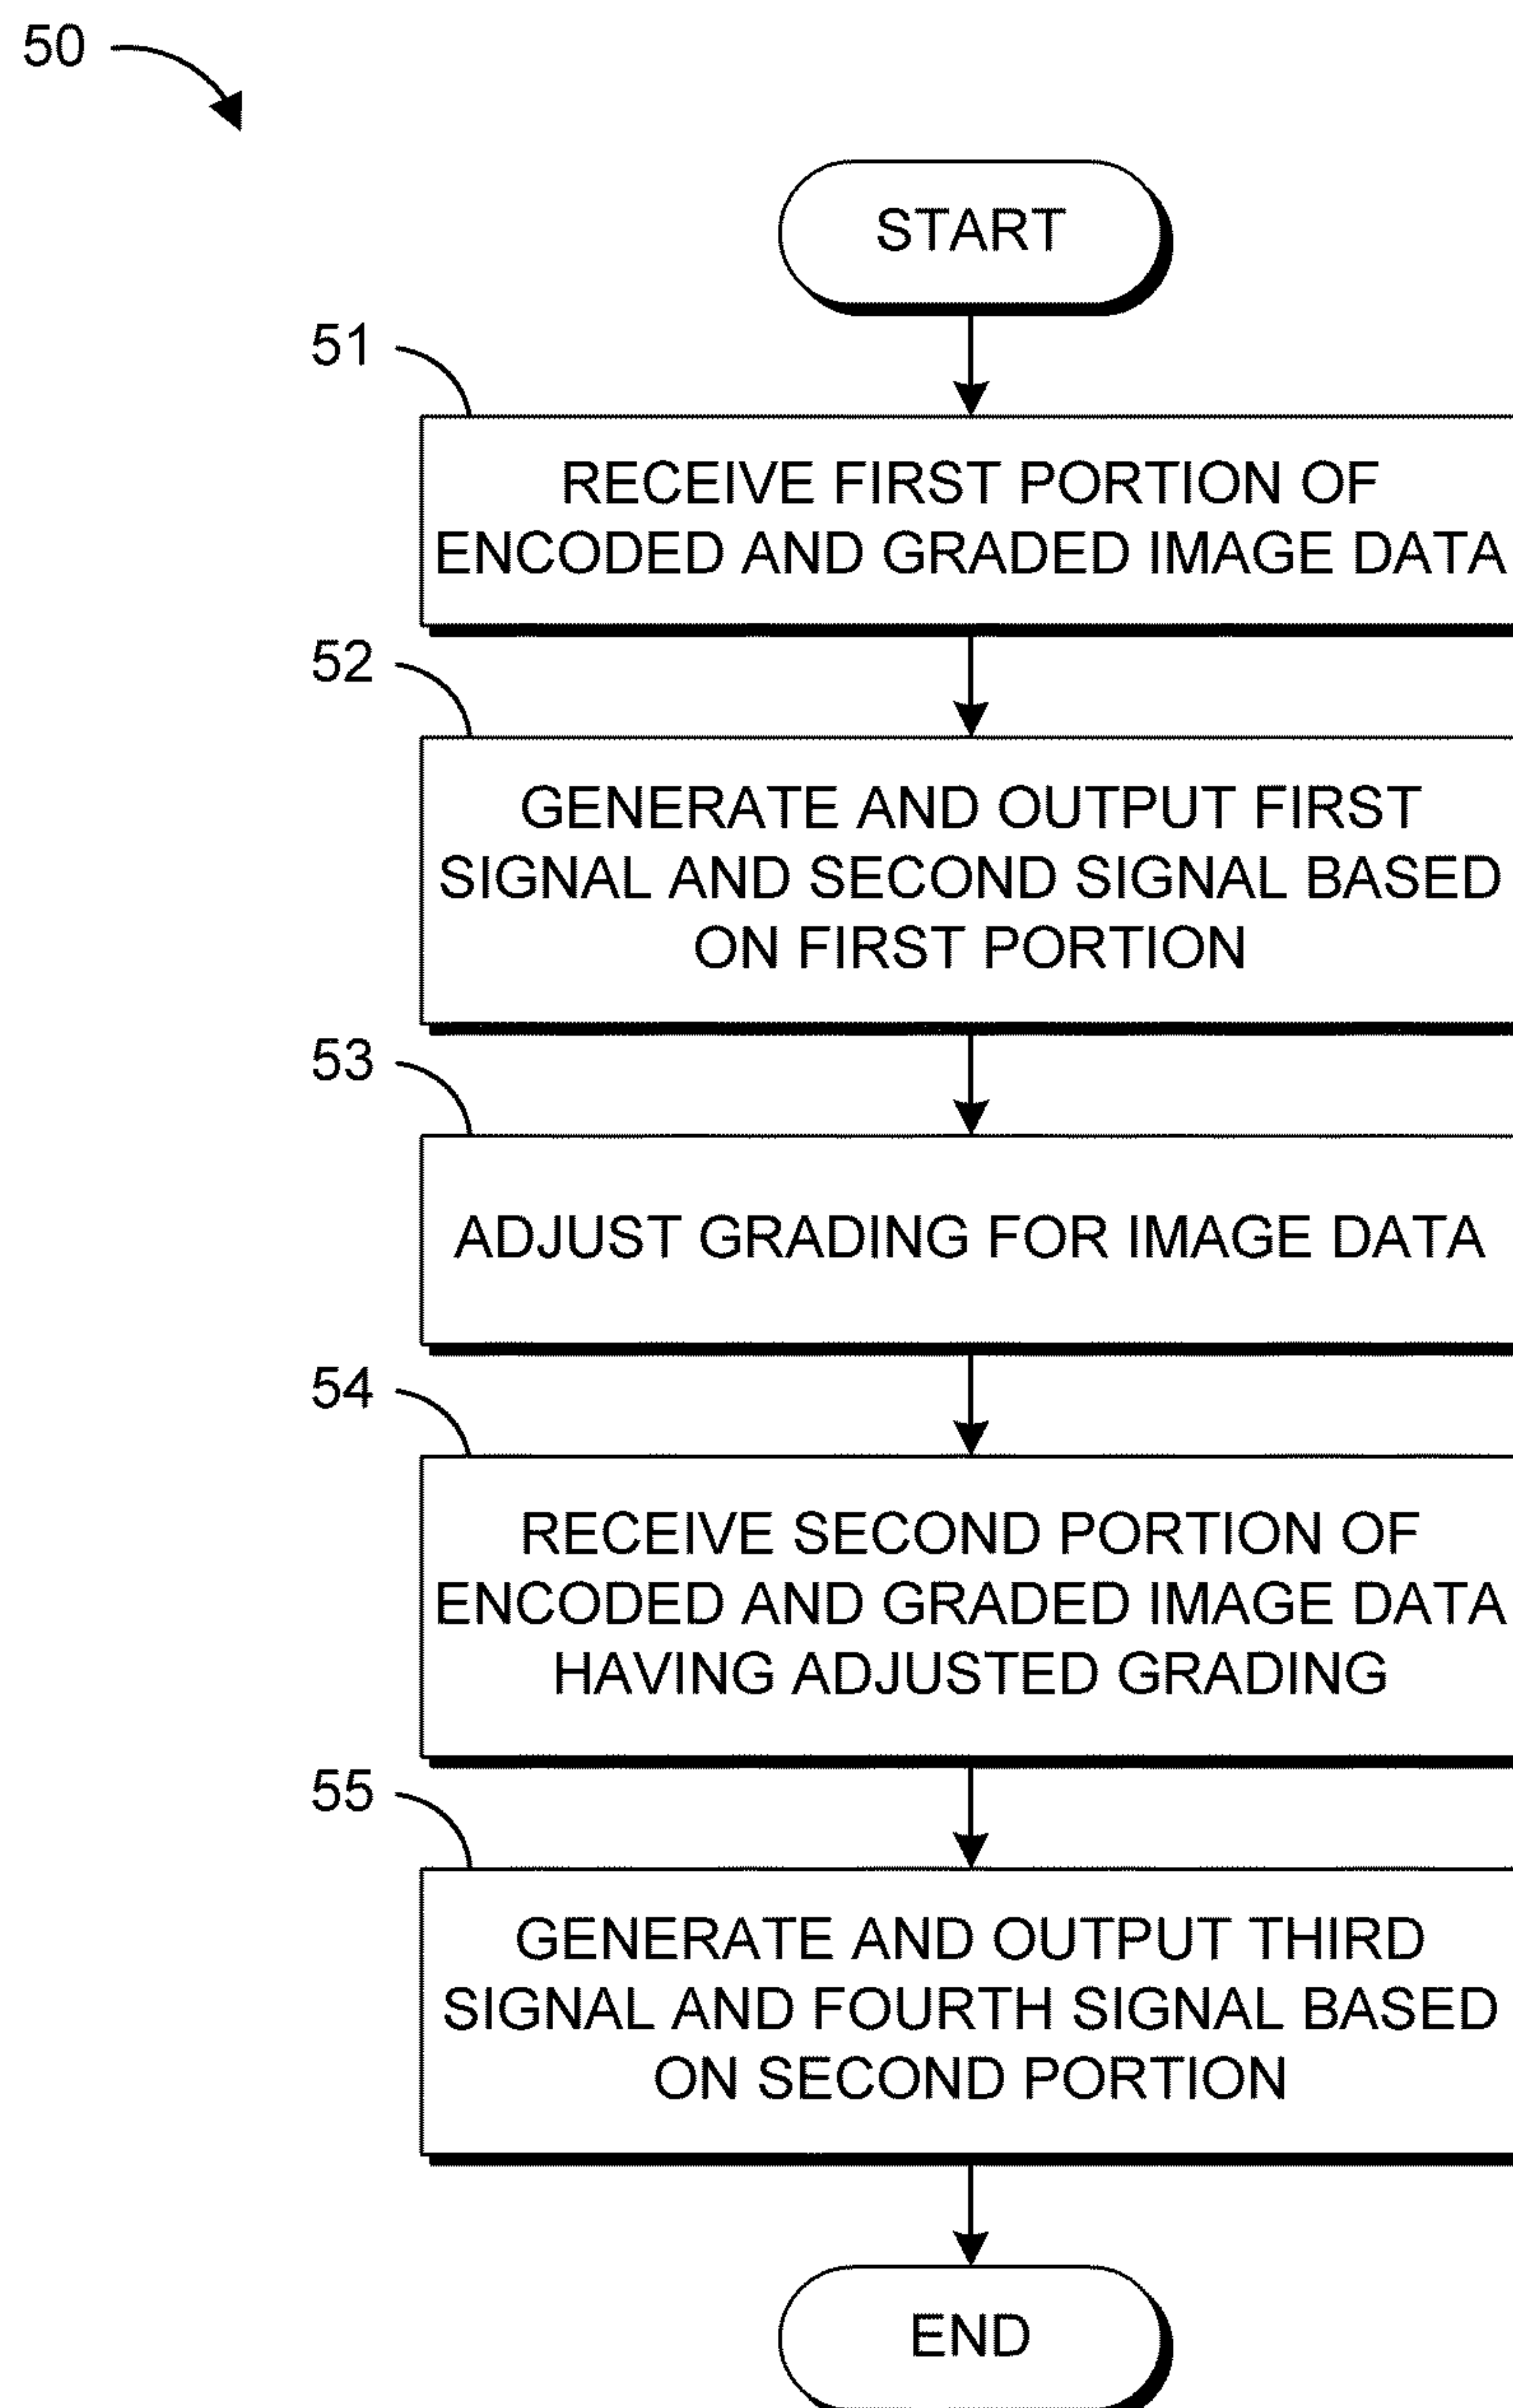 50
START
51
RECEIVE FIRST PORTION OF
ENCODED AND GRADED IMAGE DATA
52
GENERATE AND OUTPUT FIRST
SIGNAL AND SECOND SIGNAL BASED
ON FIRST PORTION
53
ADJUST GRADING FOR IMAGE DATA
54
RECEIVE SECOND PORTION OF
ENCODED AND GRADED IMAGE DATA
HAVING ADJUSTED GRADING
55
GENERATE AND OUTPUT THIRD
SIGNAL AND FOURTH SIGNAL BASED
ON SECOND PORTION
END